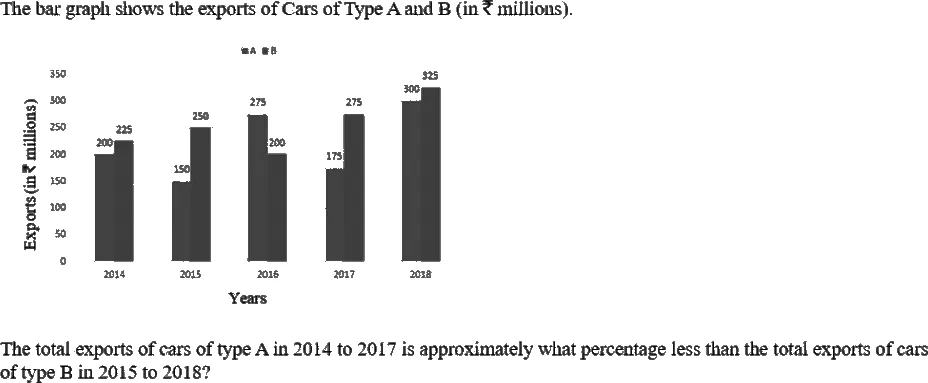 The bar graph shows the exports of Cars of Type A and B (in ₹ millions).
A B
Exports (in ₹ millions)
350
300
250
200
150
100
50
0
200 225
150 250
275 200
175 275
300 325
2014 2015 2016 2017 2018
Years
The total exports of cars of type A in 2014 to 2017 is approximately what percentage less than the total exports of cars
of type B in 2015 to 2018?